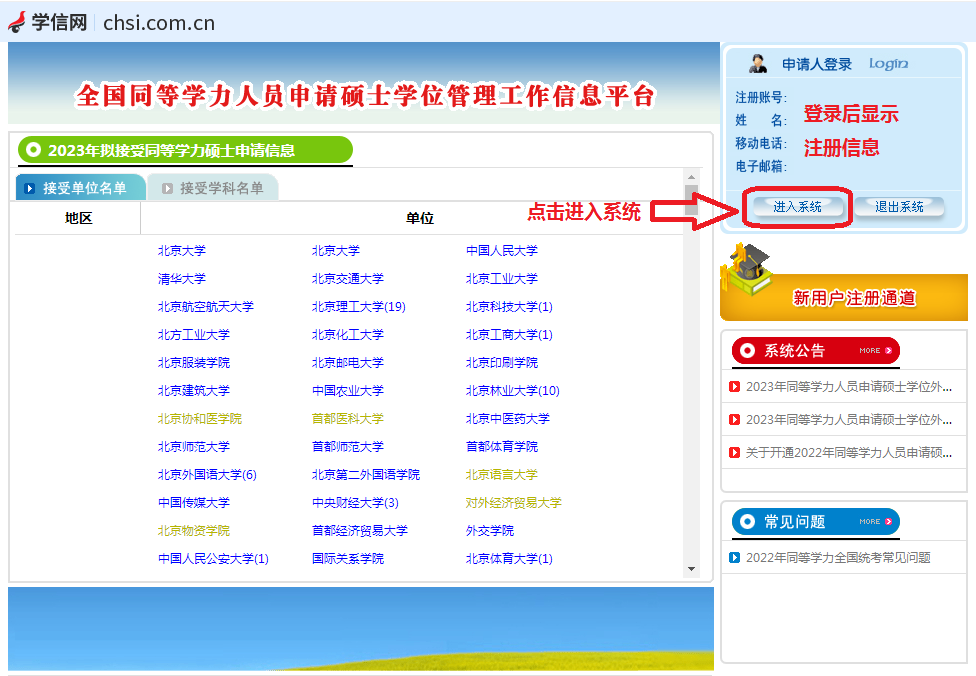 学信网 chsi.com.cn
全国同等学力人员申请硕士学位管理工作信息平台
2023年拟接受同等学力硕士申请信息
接受单位名单 接受学科名单
地区 单位
北京大学 北京大学 中国人民大学
清华大学 北京交通大学 北京工业大学
北京航空航天大学 北京理工大学(19) 北京科技大学(1)
北方工业大学 北京化工大学 北京工商大学(1)
北京服装学院 北京邮电大学 北京印刷学院
北京建筑大学 中国农业大学 北京林业大学(10)
北京协和医学院 首都医科大学 北京中医药大学
北京师范大学 首都师范大学 首都体育学院
北京外国语大学(6) 北京第二外国语学院 北京语言大学
中国传媒大学 中央财经大学(3) 对外经济贸易大学
北京物资学院 首都经济贸易大学 外交学院
中国人民公安大学(1) 国际关系学院 北京体育大学(1)
申请人登录 Login
注册账号:
姓 名:
移动电话:
电子邮箱:
登录后显示
注册信息
点击进入系统
进入系统 退出系统
新用户注册通道
系统公告 MORE
2023年同等学力人员申请硕士学位外...
2023年同等学力人员申请硕士学位外...
关于开通2022年同等学力人员申请硕...
常见问题 MORE
2022年同等学力全国统考常见问题